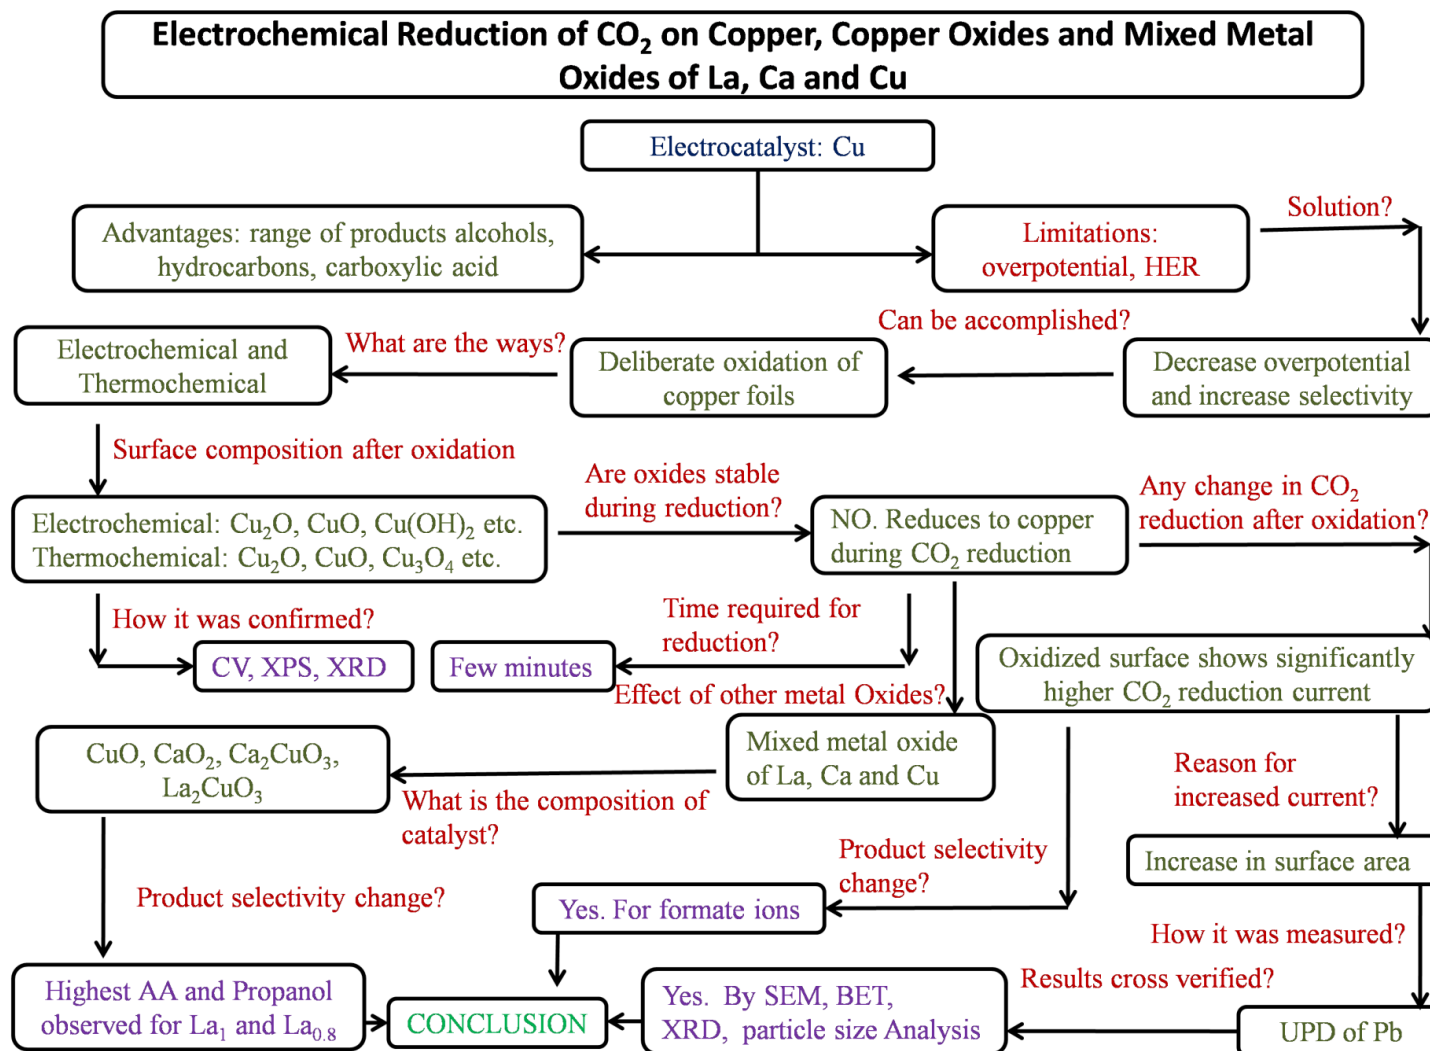 Electrochemical Reduction of CO₂ on Copper, Copper Oxides and Mixed Metal
Oxides of La, Ca and Cu
Electrocatalyst: Cu
Advantages: range of products alcohols,
hydrocarbons, carboxylic acid
Limitations:
overpotential, HER
Solution?
Decrease overpotential
and increase selectivity
Can be accomplished?
Deliberate oxidation of
copper foils
What are the ways?
Electrochemical and
Thermochemical
Surface composition after oxidation
Electrochemical: Cu₂O, CuO, Cu(OH)₂ etc.
Thermochemical: Cu₂O, CuO, Cu₃O₄ etc.
Are oxides stable
during reduction?
NO. Reduces to copper
during CO₂ reduction
Any change in CO₂
reduction after oxidation?
How it was confirmed?
CV, XPS, XRD
Time required for
reduction?
Few minutes
Oxidized surface shows significantly
higher CO₂ reduction current
Effect of other metal Oxides?
Mixed metal oxide
of La, Ca and Cu
What is the composition of
catalyst?
CuO, CaO₂, Ca₂CuO₃,
La₂CuO₃
Reason for
increased current?
Increase in surface area
Product selectivity
change?
Yes. For formate ions
Product selectivity change?
How it was measured?
UPD of Pb
Results cross verified?
Yes. By SEM, BET,
XRD, particle size Analysis
Highest AA and Propanol
observed for La₁ and La₀.₈
CONCLUSION